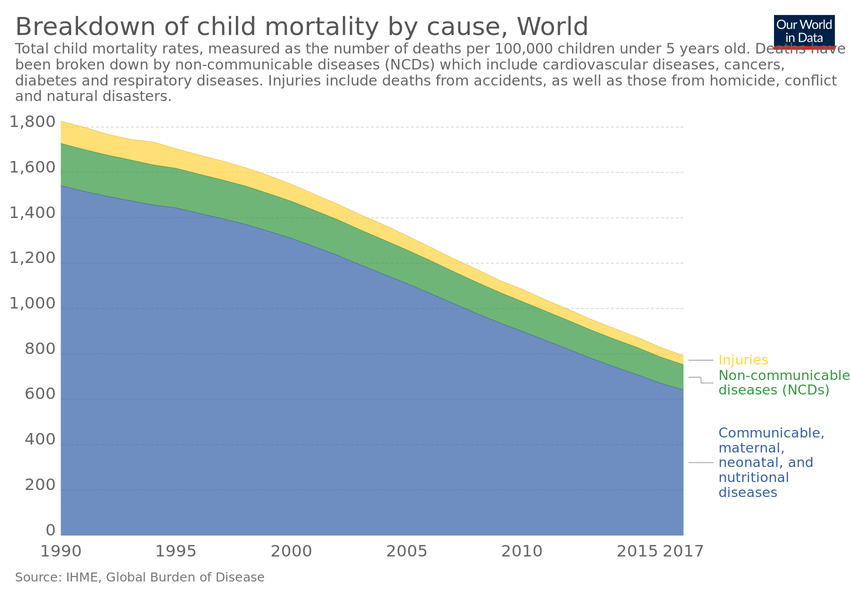 Breakdown of child mortality by cause, World
Our World
in Data
Total child mortality rates, measured as the number of deaths per 100,000 children under 5 years old. Deaths have
been broken down by non-communicable diseases (NCDs) which include cardiovascular diseases, cancers,
diabetes and respiratory diseases. Injuries include deaths from accidents, as well as those from homicide, conflict
and natural disasters.
1,800
1,600
1,400
1,200
1,000
800
600
400
200
0
1990
1995
2000
2005
2010
2015
2017
Injuries
Non-communicable
diseases (NCDs)
Communicable,
maternal,
neonatal, and
nutritional
diseases
Source: IHME, Global Burden of Disease